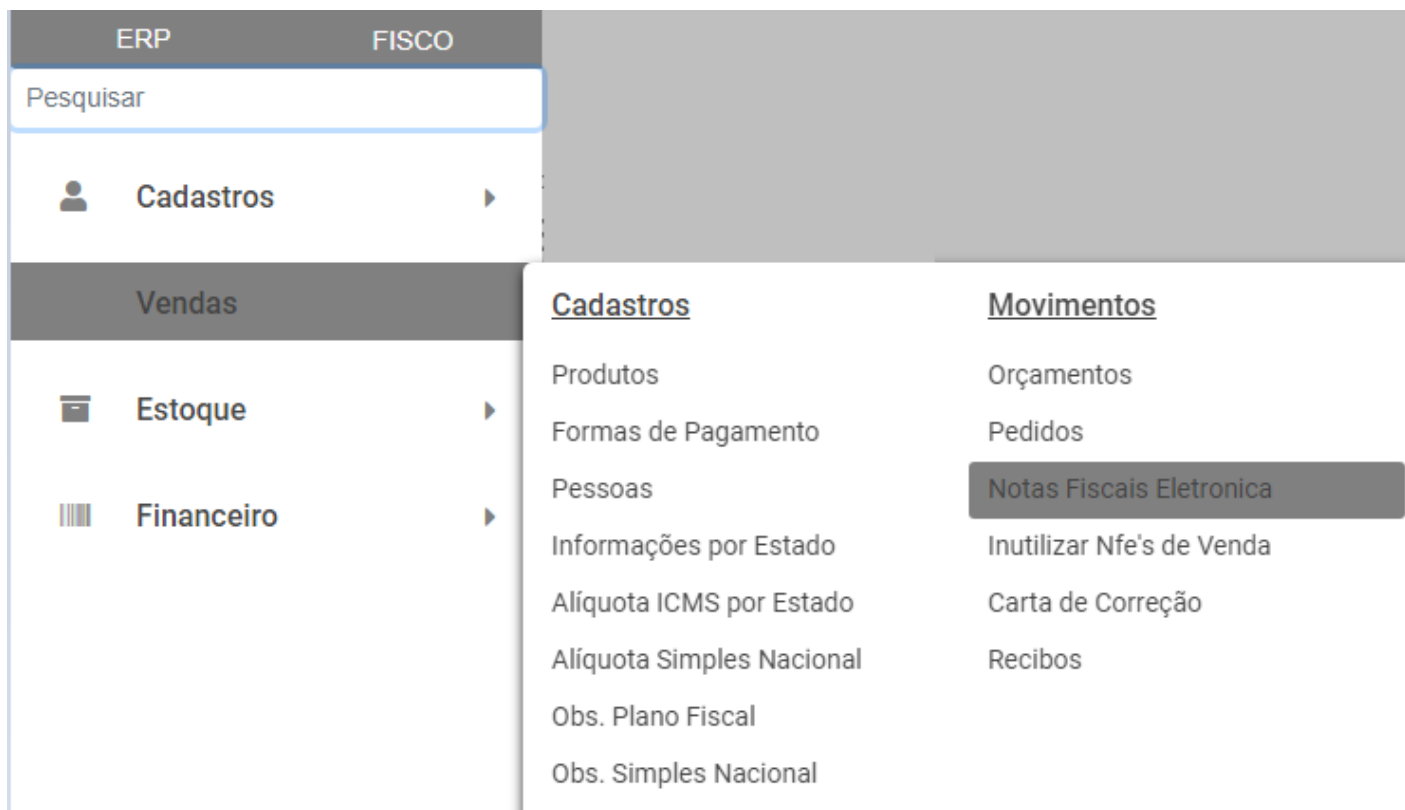 ERP FISCO
Pesquisar
Cadastros
Vendas
Estoque
Financeiro
Cadastros
Produtos
Formas de Pagamento
Pessoas
Informações por Estado
Alíquota ICMS por Estado
Alíquota Simples Nacional
Obs. Plano Fiscal
Obs. Simples Nacional
Movimentos
Orçamentos
Pedidos
Notas Fiscais Eletronica
Inutilizar Nfe's de Venda
Carta de Correção
Recibos